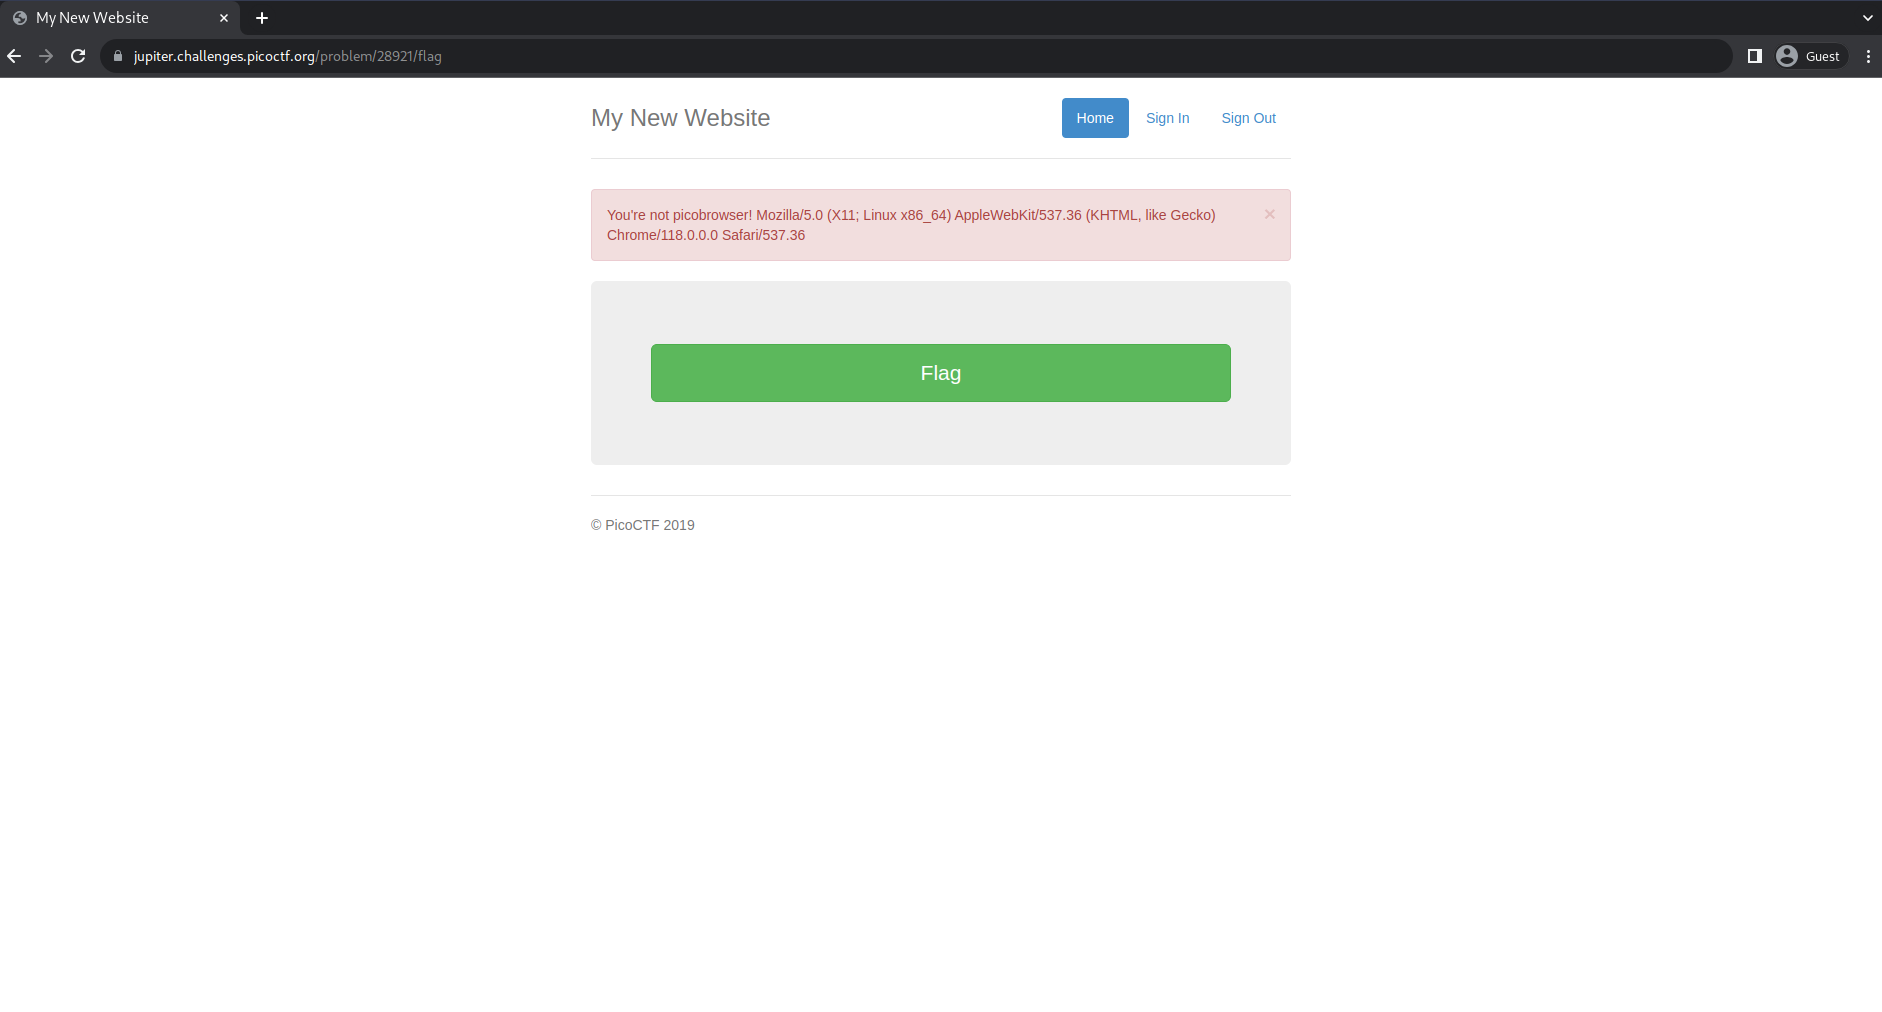 My New Website
jupiter.challenges.picoctf.org/problem/28921/flag
Guest
My New Website
Home Sign In Sign Out
You're not picobrowser! Mozilla/5.0 (X11; Linux x86_64) AppleWebKit/537.36 (KHTML, like Gecko)
Chrome/118.0.0.0 Safari/537.36
×
Flag
© PicoCTF 2019